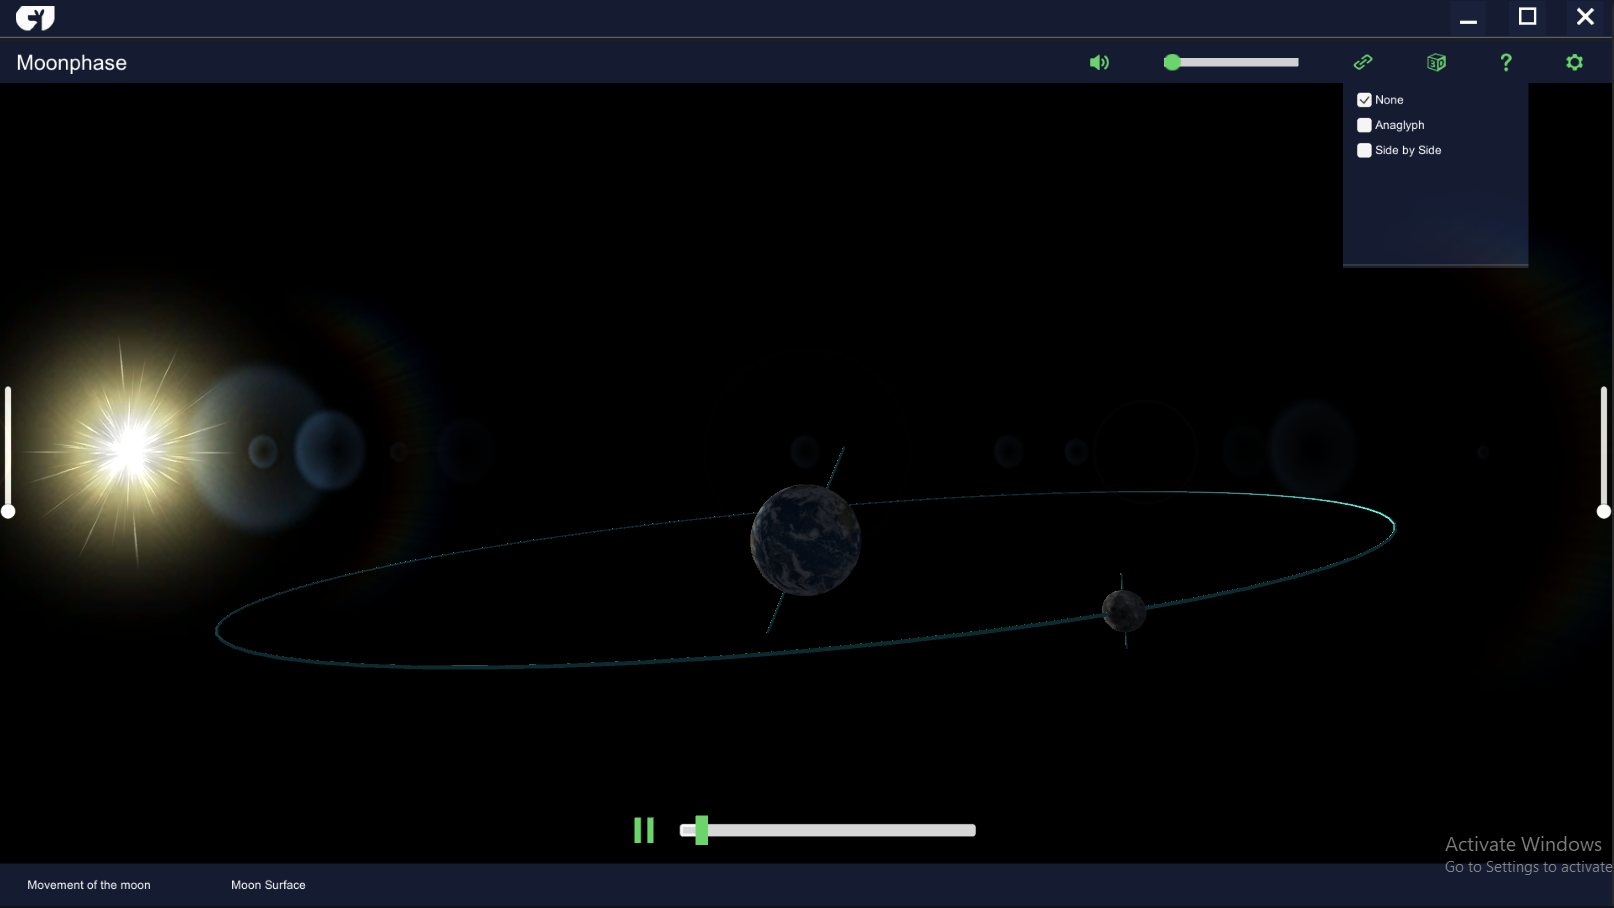 Moonphase
3D
?
None
Anaglyph
Side by Side
Activate Windows
Go to Settings to activate
Movement of the moon
Moon Surface